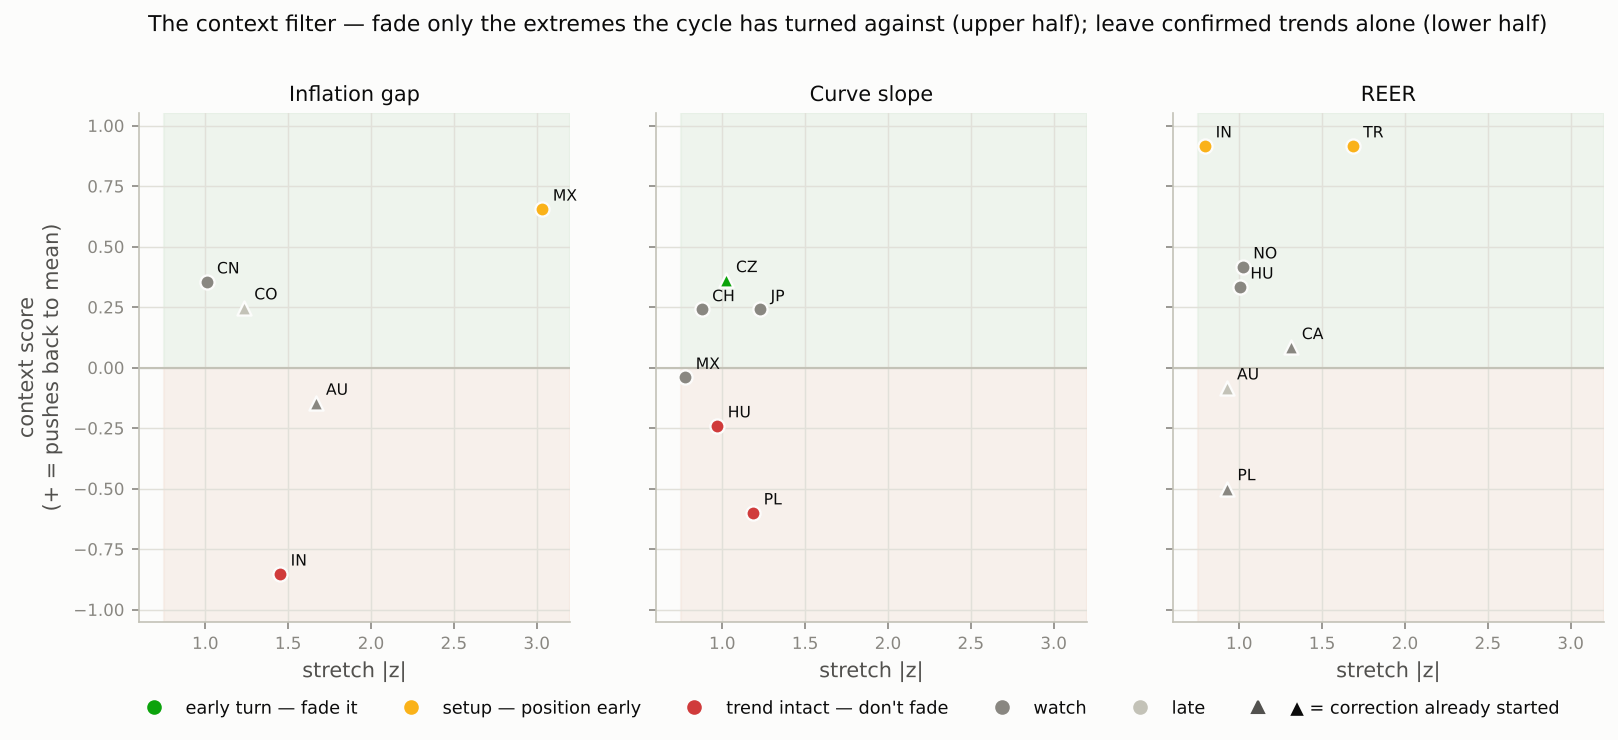 The context filter — fade only the extremes the cycle has turned against (upper half); leave confirmed trends alone (lower half)
Inflation gap
Curve slope
REER
context score
(+ = pushes back to mean)
1.00
0.75
0.50
0.25
0.00
−0.25
−0.50
−0.75
−1.00
MX
CN
CO
AU
IN
1.0 1.5 2.0 2.5 3.0
stretch |z|
CZ
CH
JP
MX
HU
PL
1.0 1.5 2.0 2.5 3.0
stretch |z|
IN
TR
NO
HU
CA
AU
PL
1.0 1.5 2.0 2.5 3.0
stretch |z|
early turn — fade it
setup — position early
trend intact — don't fade
watch
late
▲ = correction already started